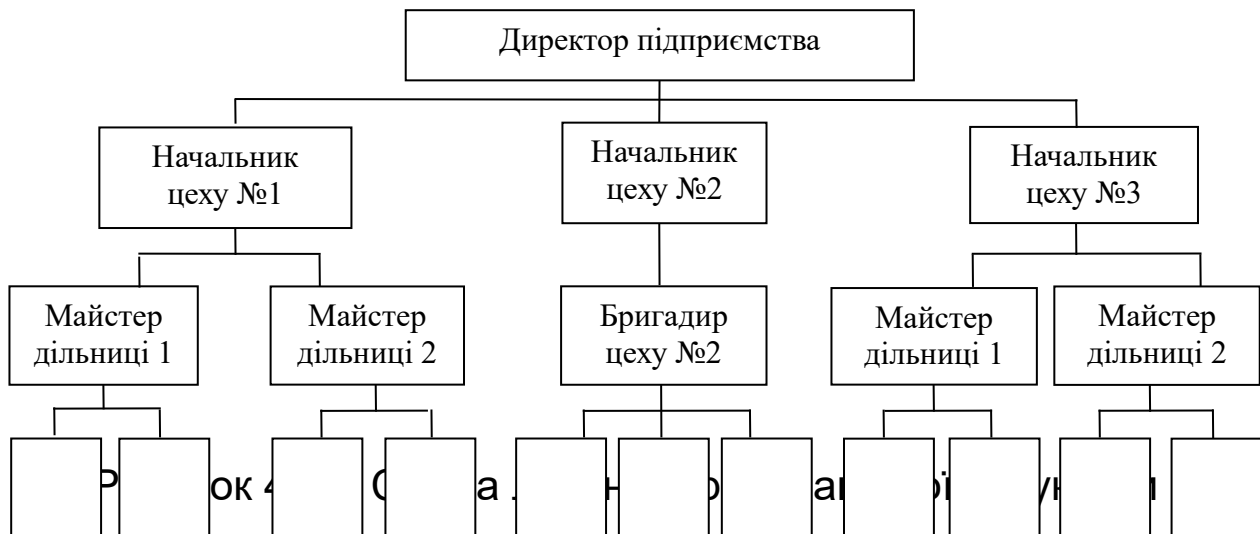 Директор підприємства
Начальник
цеху №1
Начальник
цеху №2
Начальник
цеху №3
Майстер
дільниці 1
Майстер
дільниці 2
Бригадир
цеху №2
Майстер
дільниці 1
Майстер
дільниці 2